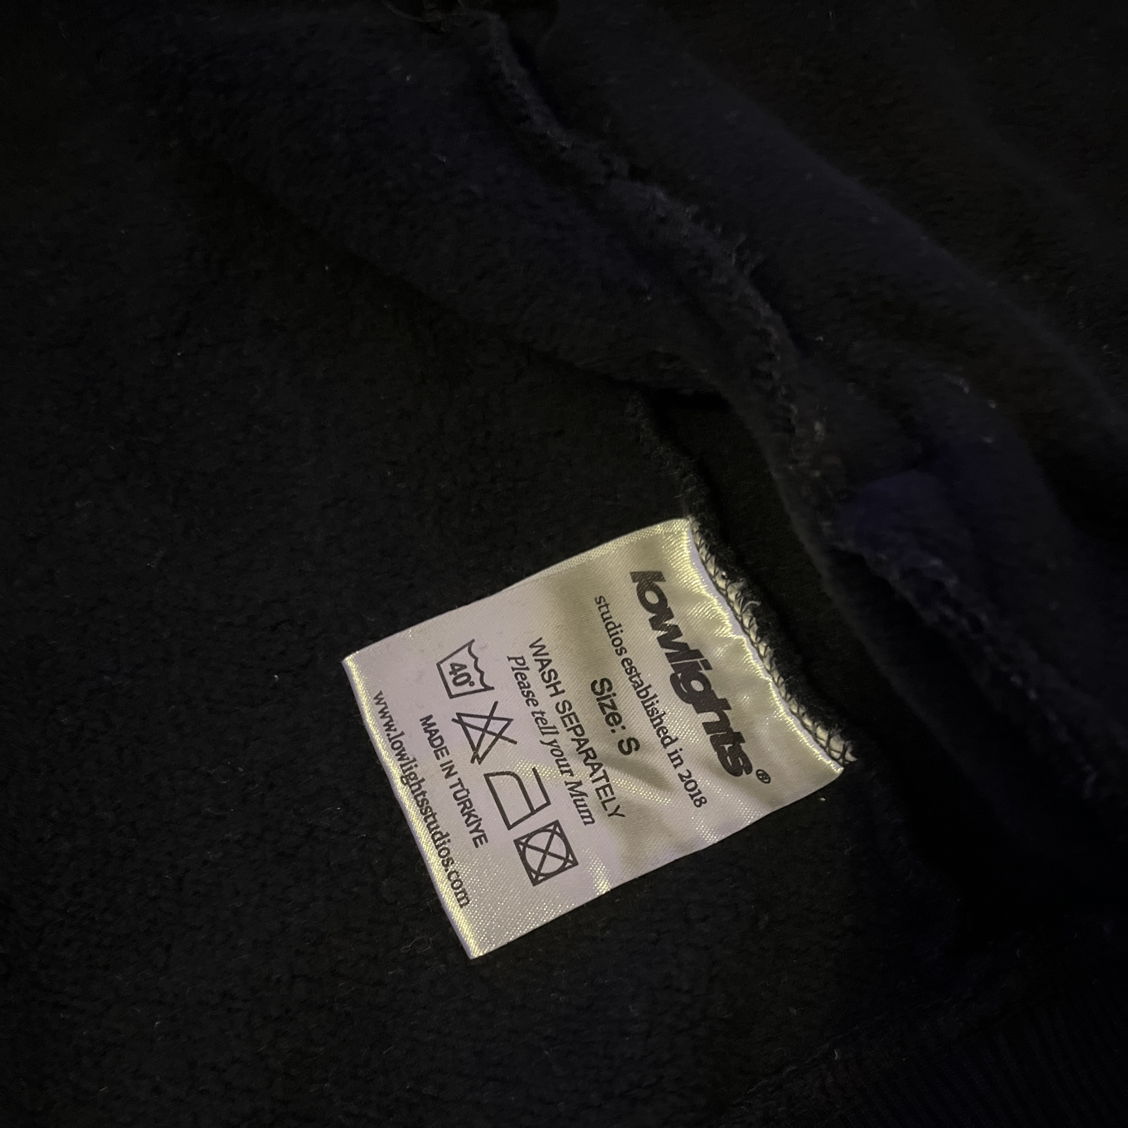 lowlights®
studios established in 2018
Size: S
WASH SEPARATELY
Please tell your Mum
40°
MADE IN TÜRKİYE
www.lowlightsstudios.com